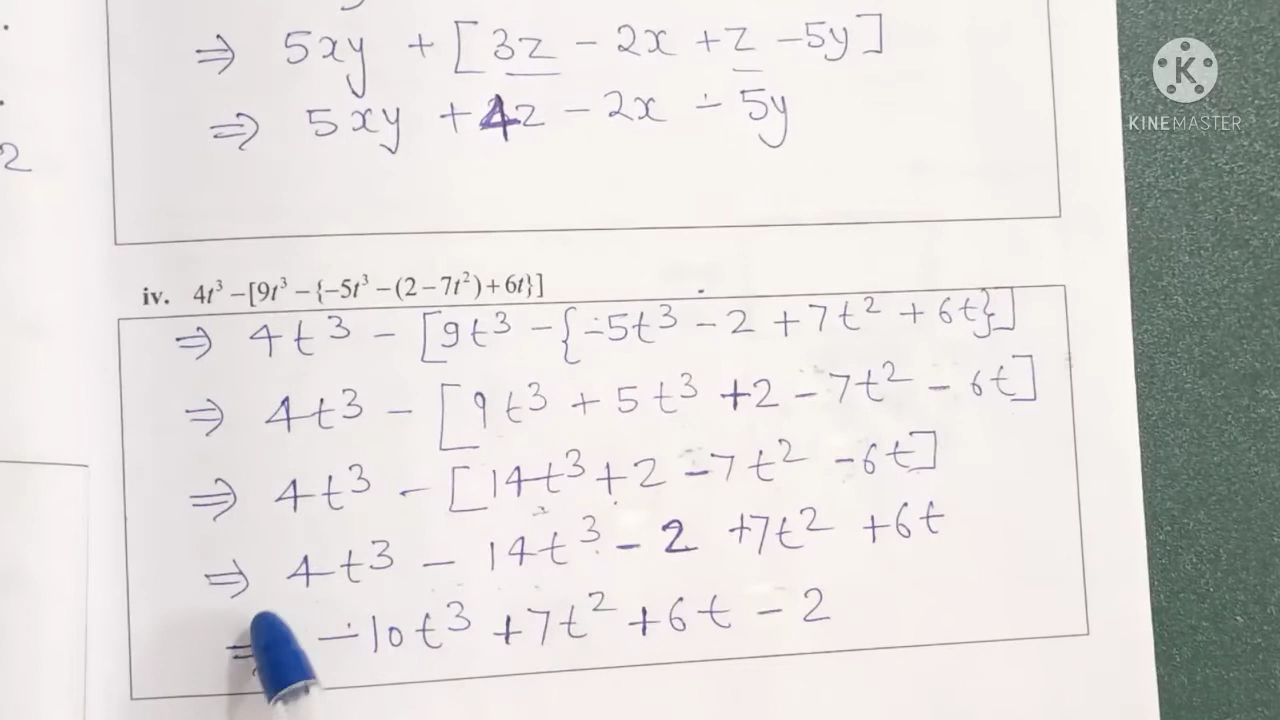 ⇒ 5xy + [3z - 2x + z - 5y]
⇒ 5xy + 4z - 2x - 5y
2
iv. 4t³ –[9t³ –{–5t³ –(2–7t²)+6t}]
⇒ 4t³ - [9t³ - {-5t³ - 2 + 7t² + 6t}]
⇒ 4t³ - [9t³ + 5t³ + 2 - 7t² - 6t]
⇒ 4t³ - [14t³ + 2 - 7t² - 6t]
⇒ 4t³ - 14t³ - 2 + 7t² + 6t
⇒ -10t³ + 7t² + 6t - 2
K
KINEMASTER